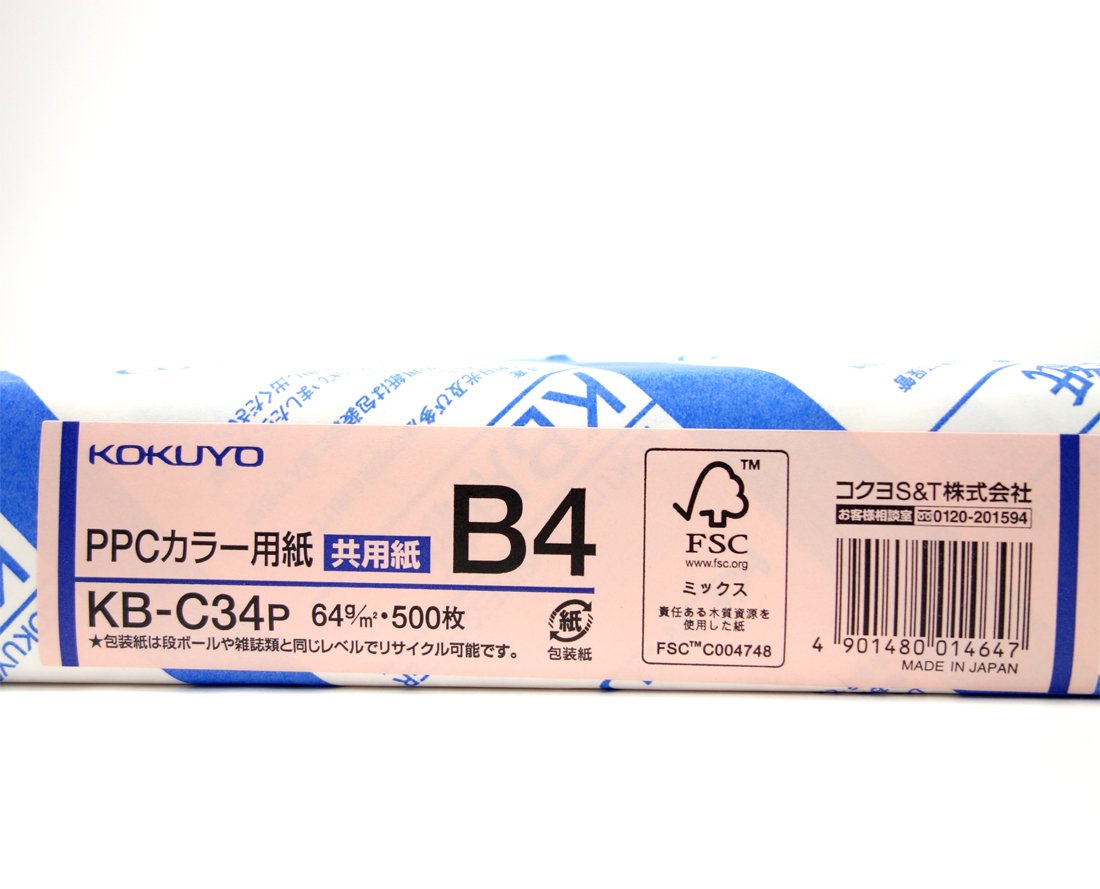 KOKUYO
PPCカラー用紙 共用紙 B4
KB-C34P 64g/㎡・500枚
★包装紙は段ボールや雑誌類と同じレベルでリサイクル可能です。
紙
包装紙
TM
FSC
www.fsc.org
ミックス
責任ある木質資源を
使用した紙
FSC™C004748
コクヨS&T株式会社
お客様相談室 0120-201594
4 901480 014647
MADE IN JAPAN